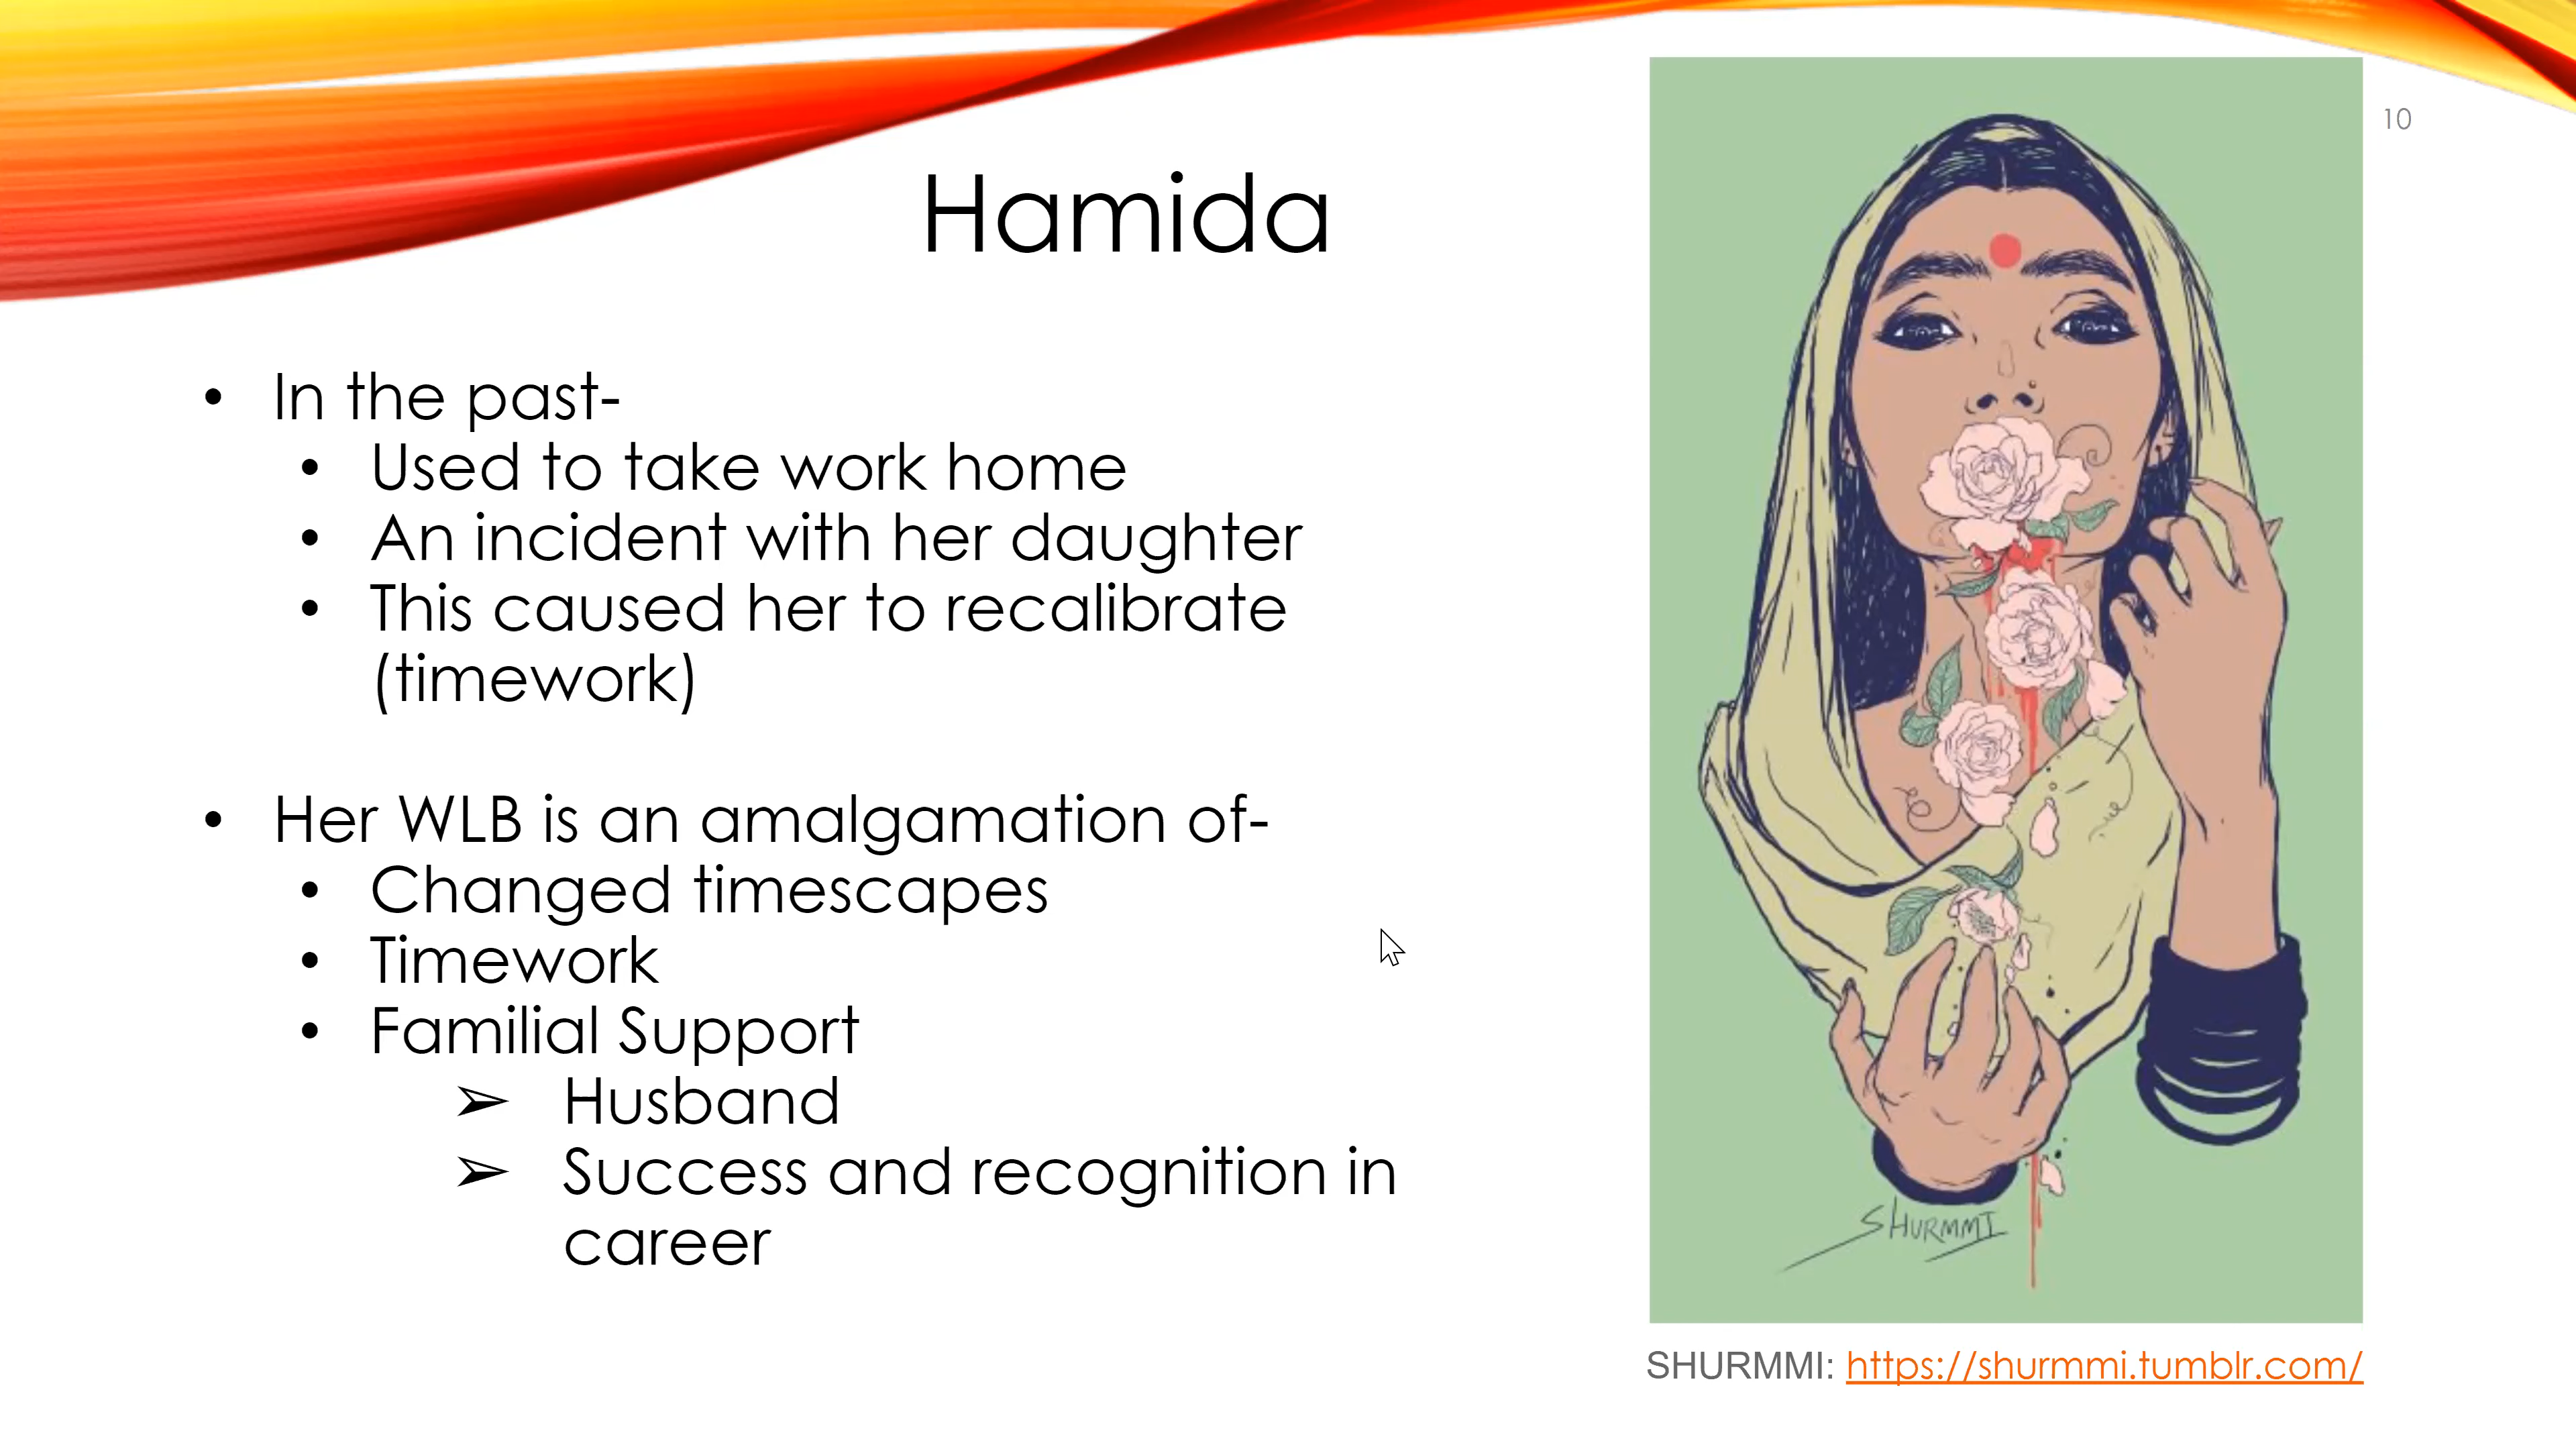 10
Hamida
• In the past-
• Used to take work home
• An incident with her daughter
• This caused her to recalibrate
(timework)
• Her WLB is an amalgamation of-
• Changed timescapes
• Timework
• Familial Support
➢ Husband
➢ Success and recognition in
career
SHURMMI
SHURMMI: https://shurmmi.tumblr.com/